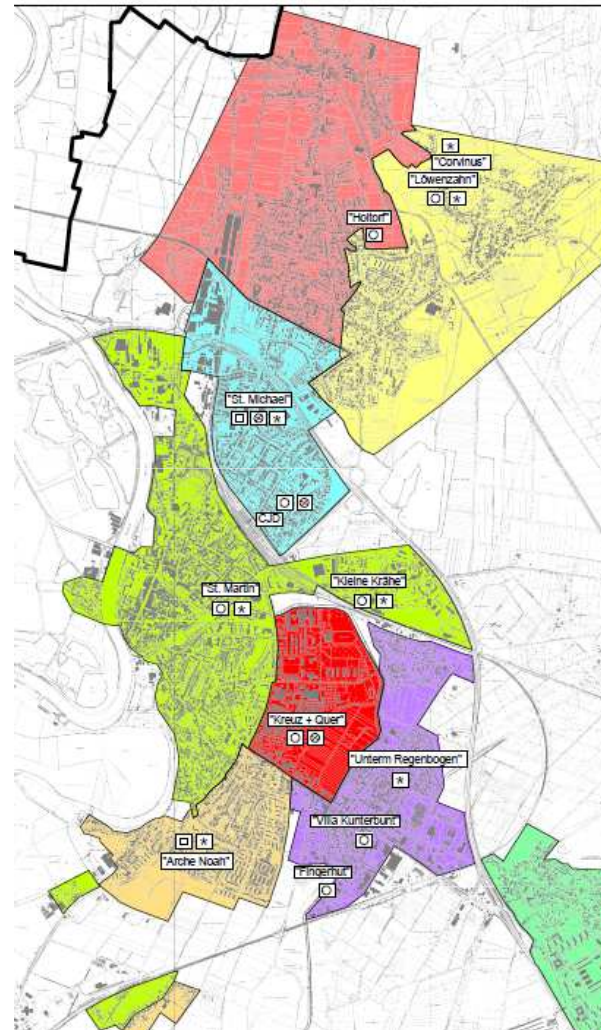 "Corvinus"
"Löwenzahn"
"Holtorf"
"St. Michael"
CJD
"Kleine Krähe"
"St. Martin"
"Kreuz + Quer"
"Unterm Regenbogen"
"Villa Kunterbunt"
"Arche Noah"
"Fingerhut"